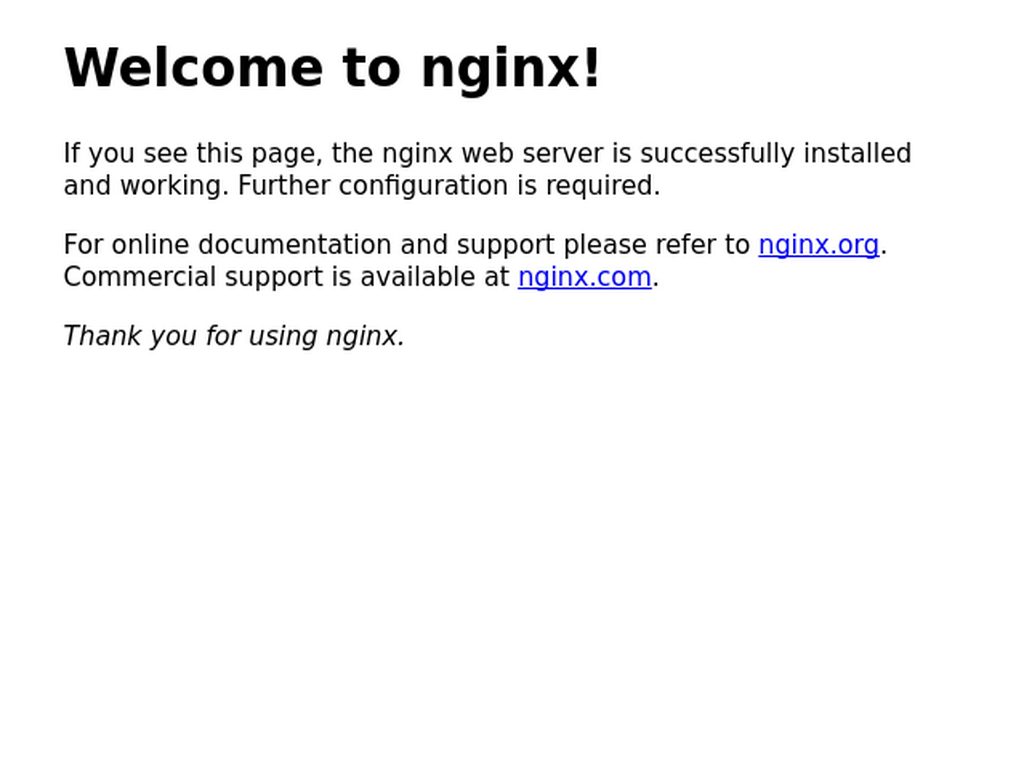 Welcome to nginx!
If you see this page, the nginx web server is successfully installed
and working. Further configuration is required.
For online documentation and support please refer to nginx.org.
Commercial support is available at nginx.com.
Thank you for using nginx.